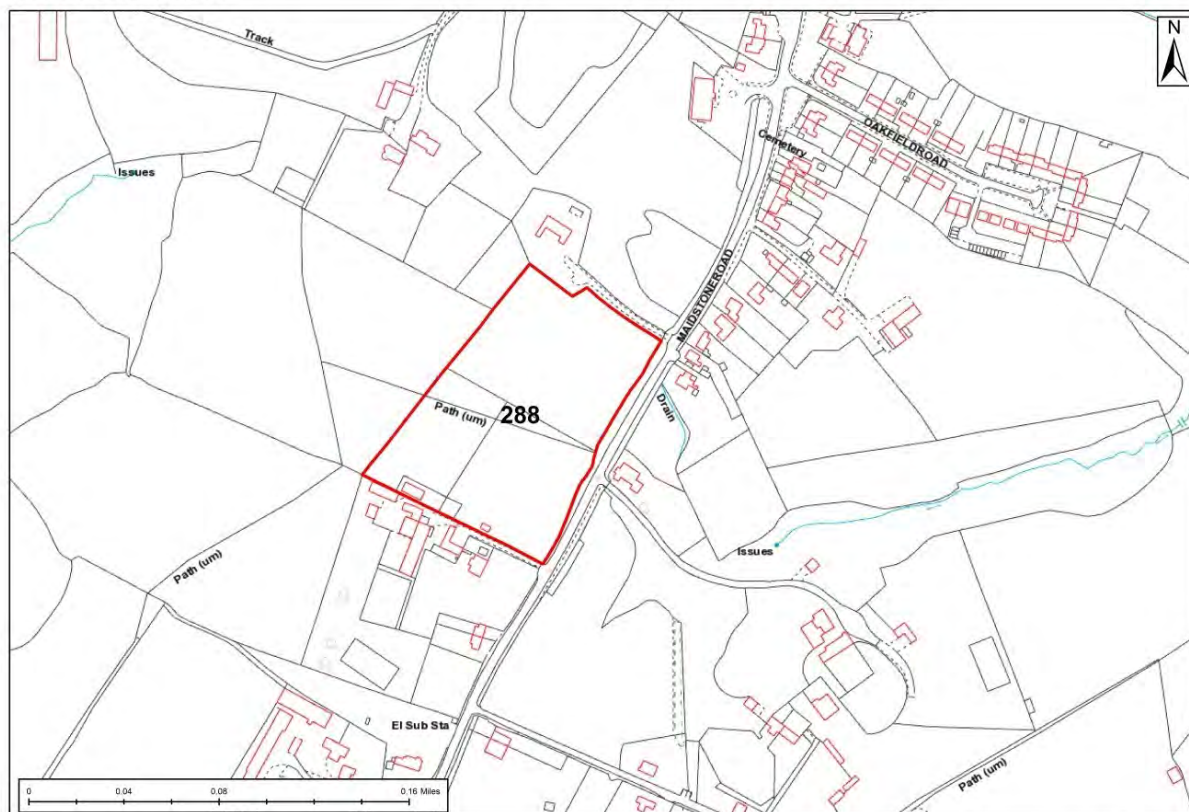 N
Track
OAKFIELDROAD
Cemetery
Issues
MAIDSTONEROAD
Path (um)
288
Drain
Issues
Path (um)
El Sub Sta
Path (um)
0 0.04 0.08 0.16 Miles